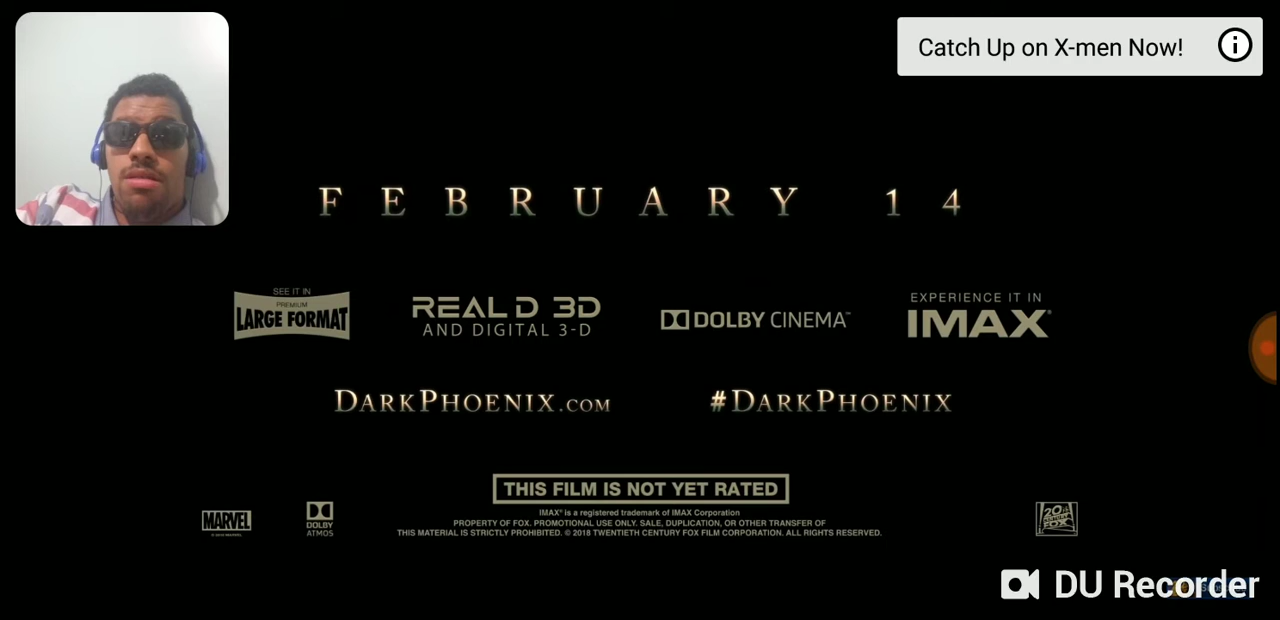 Catch Up on X-men Now!
FEBRUARY 14
SEE IT IN
PREMIUM
LARGE FORMAT
REAL D 3D
AND DIGITAL 3-D
DOLBY CINEMA™
EXPERIENCE IT IN
IMAX®
DARKPHOENIX.COM
#DARKPHOENIX
THIS FILM IS NOT YET RATED
IMAX® is a registered trademark of IMAX Corporation
PROPERTY OF FOX. PROMOTIONAL USE ONLY. SALE, DUPLICATION, OR OTHER TRANSFER OF
THIS MATERIAL IS STRICTLY PROHIBITED. © 2018 TWENTIETH CENTURY FOX FILM CORPORATION. ALL RIGHTS RESERVED.
MARVEL
DOLBY
ATMOS
20th
CENTURY
FOX
DU Recorder